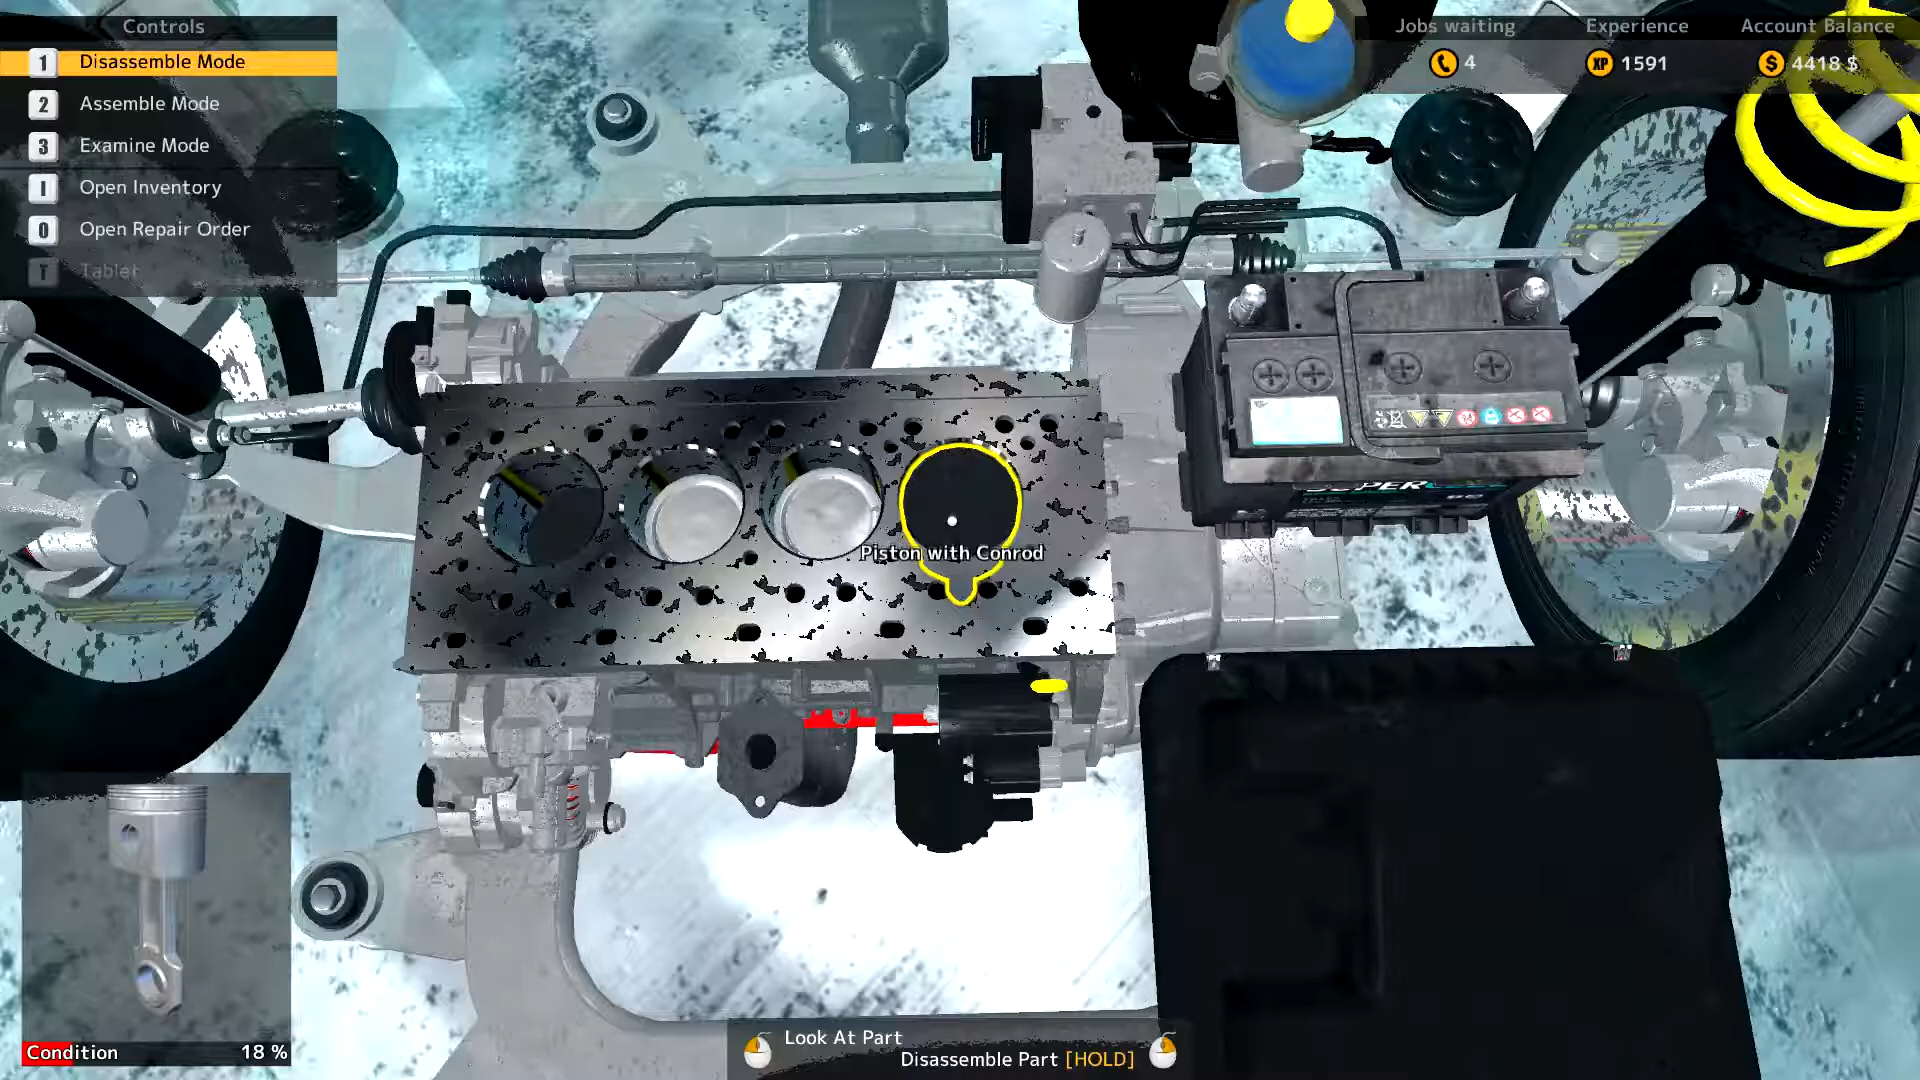 Controls
1 Disassemble Mode
2 Assemble Mode
3 Examine Mode
I Open Inventory
O Open Repair Order
T Tablet
Jobs waiting
4
Experience
XP 1591
Account Balance
$ 4418 $
Piston with Conrod
Condition 18 %
Look At Part
Disassemble Part [HOLD]